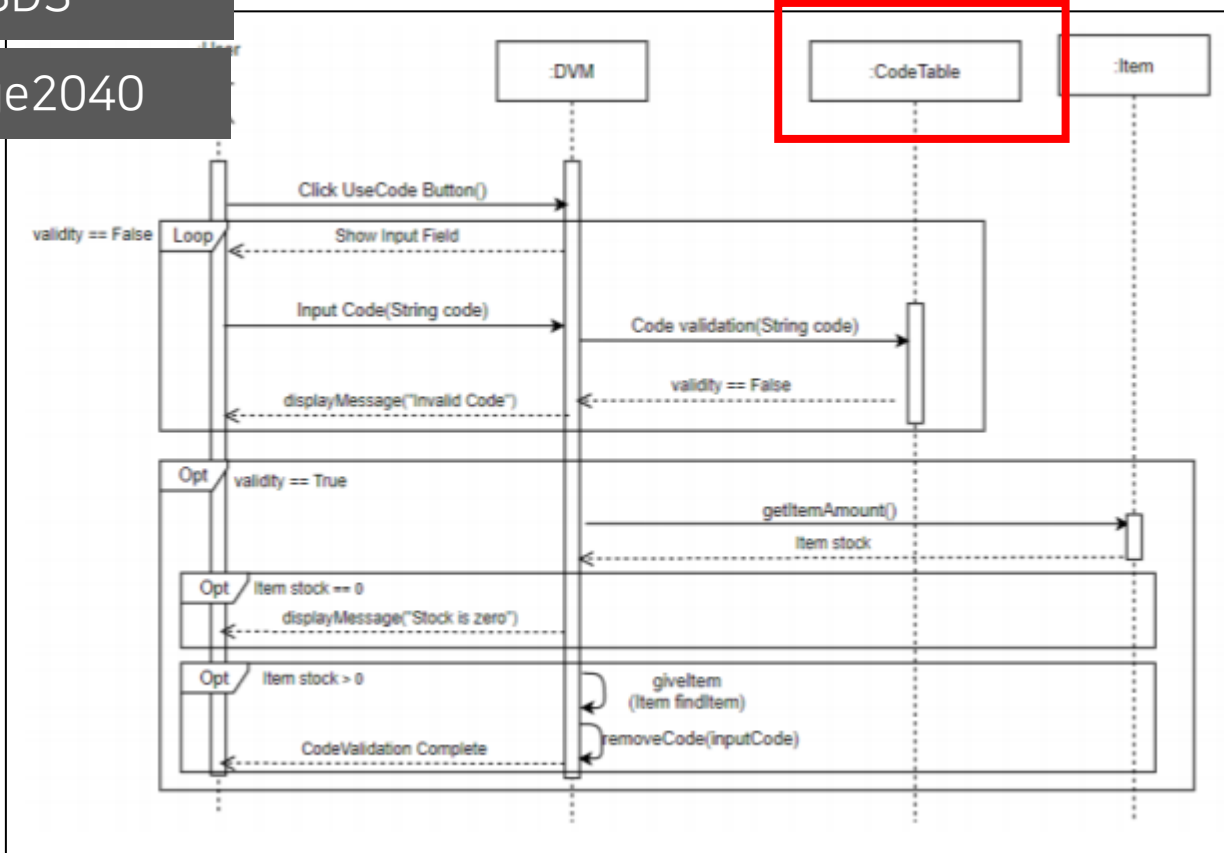 e2040
:DVM
:CodeTable
:Item
Click UseCode Button()
validity == False
Loop
Show Input Field
Input Code(String code)
Code validation(String code)
validity == False
displayMessage("Invalid Code")
Opt
validity == True
getItemAmount()
Item stock
Opt
Item stock == 0
displayMessage("Stock is zero")
Opt
Item stock > 0
giveItem
(Item findItem)
removeCode(inputCode)
CodeValidation Complete